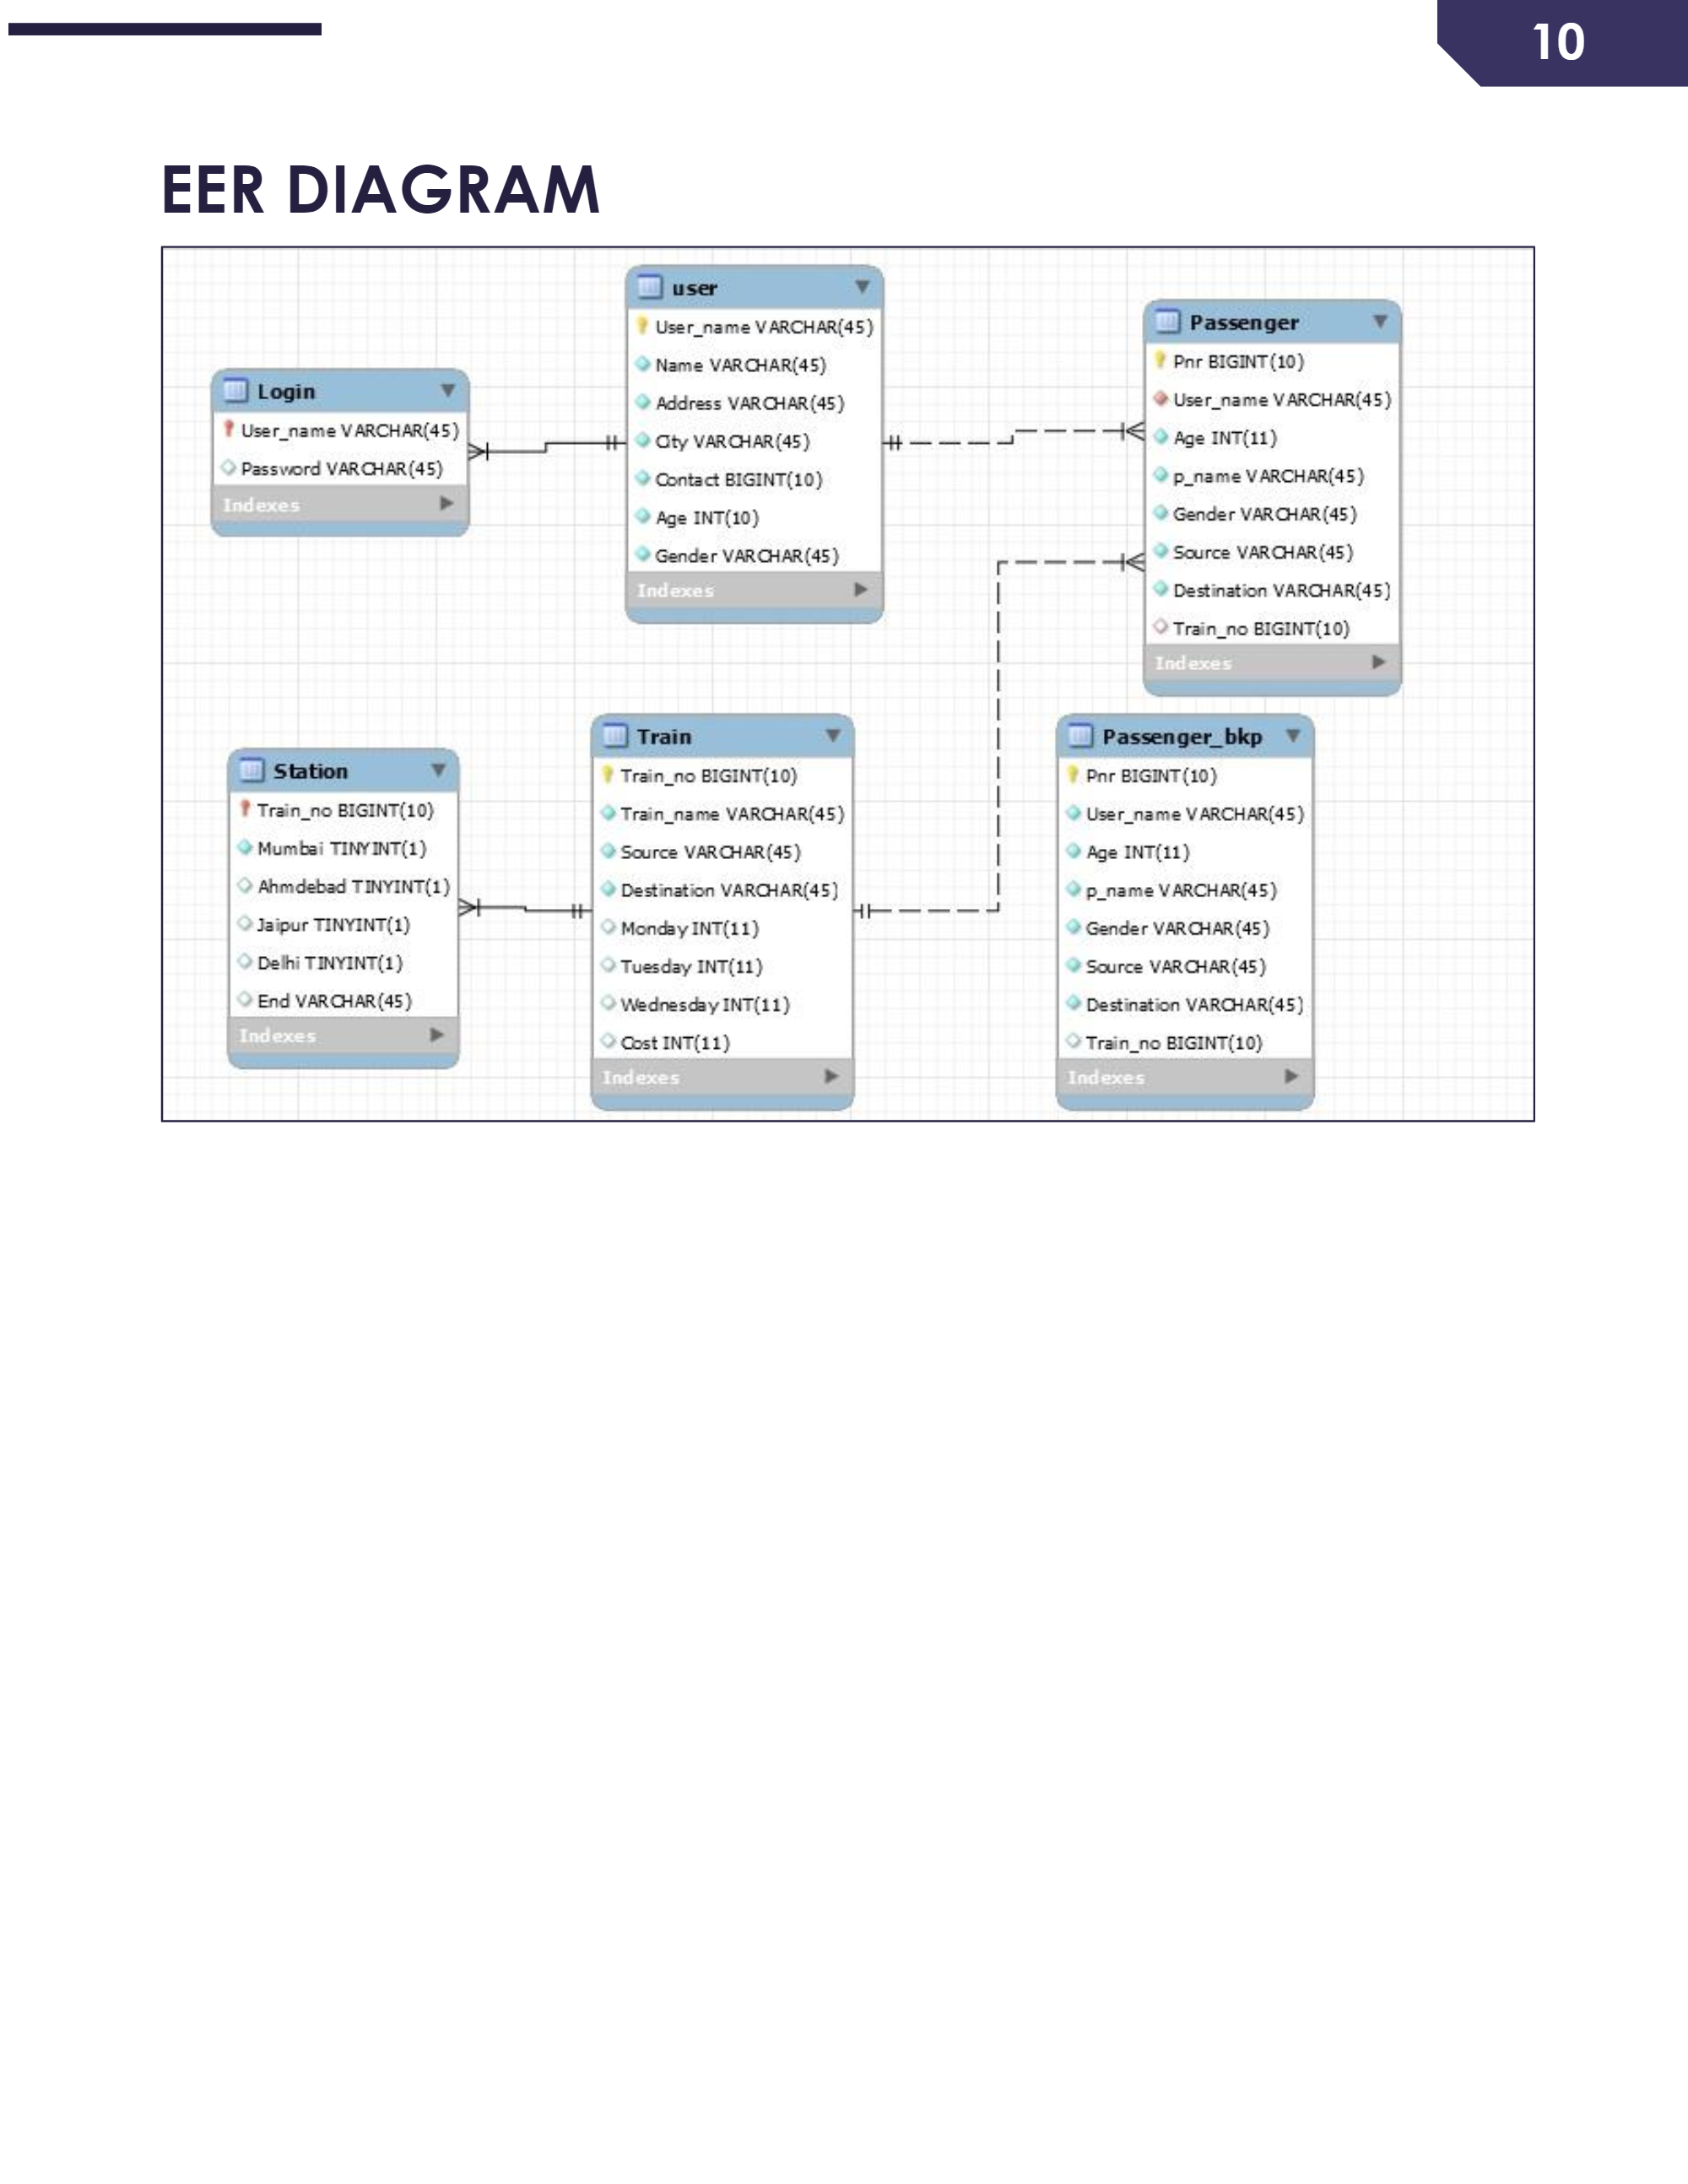 10
EER DIAGRAM
user
User_name VARCHAR(45)
Name VARCHAR(45)
Address VARCHAR(45)
City VARCHAR(45)
Contact BIGINT(10)
Age INT(10)
Gender VARCHAR(45)
Indexes
Passenger
Pnr BIGINT(10)
User_name VARCHAR(45)
Age INT(11)
p_name VARCHAR(45)
Gender VARCHAR(45)
Source VARCHAR(45)
Destination VARCHAR(45)
Train_no BIGINT(10)
Indexes
Login
User_name VARCHAR(45)
Password VARCHAR(45)
Indexes
Station
Train_no BIGINT(10)
Mumbai TINYINT(1)
Ahmdebad TINYINT(1)
Jaipur TINYINT(1)
Delhi TINYINT(1)
End VARCHAR(45)
Indexes
Train
Train_no BIGINT(10)
Train_name VARCHAR(45)
Source VARCHAR(45)
Destination VARCHAR(45)
Monday INT(11)
Tuesday INT(11)
Wednesday INT(11)
Cost INT(11)
Indexes
Passenger_bkp
Pnr BIGINT(10)
User_name VARCHAR(45)
Age INT(11)
p_name VARCHAR(45)
Gender VARCHAR(45)
Source VARCHAR(45)
Destination VARCHAR(45)
Train_no BIGINT(10)
Indexes